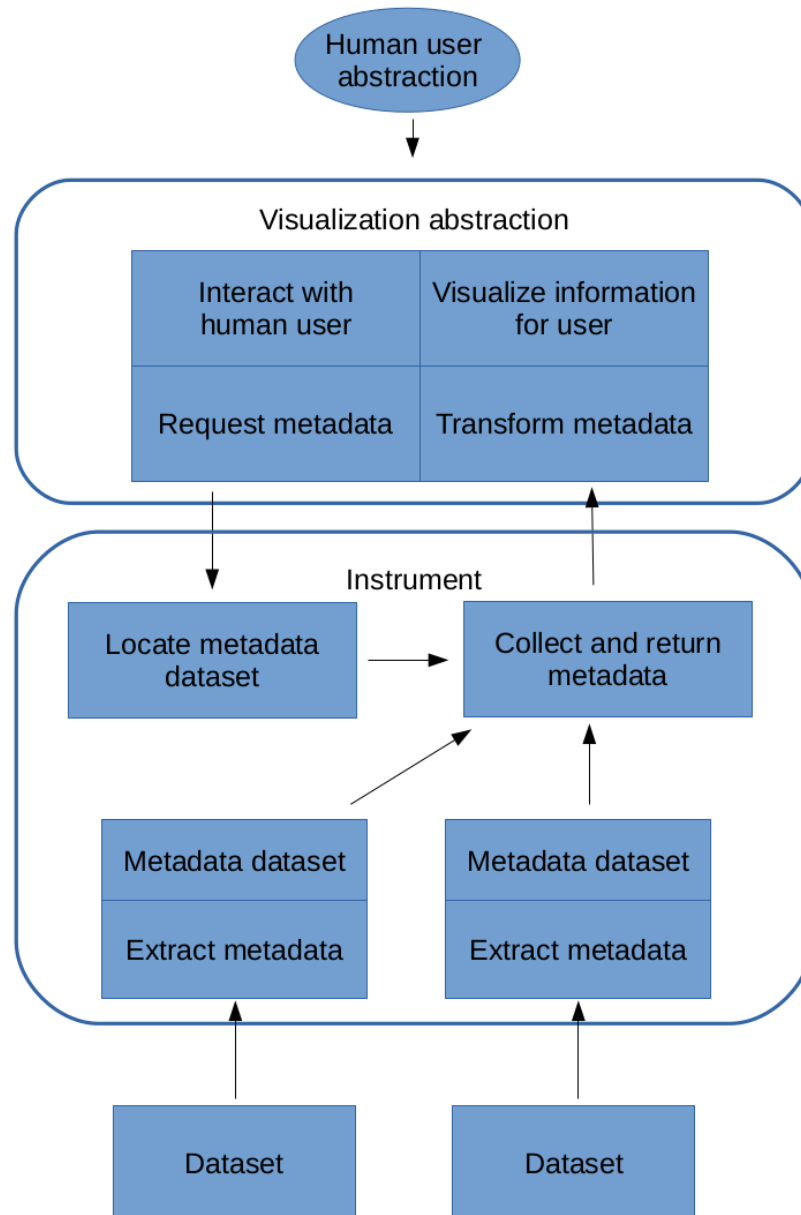 Human user
abstraction
Visualization abstraction
Interact with
human user
Visualize information
for user
Request metadata
Transform metadata
Instrument
Locate metadata
dataset
Collect and return
metadata
Metadata dataset
Extract metadata
Metadata dataset
Extract metadata
Dataset
Dataset